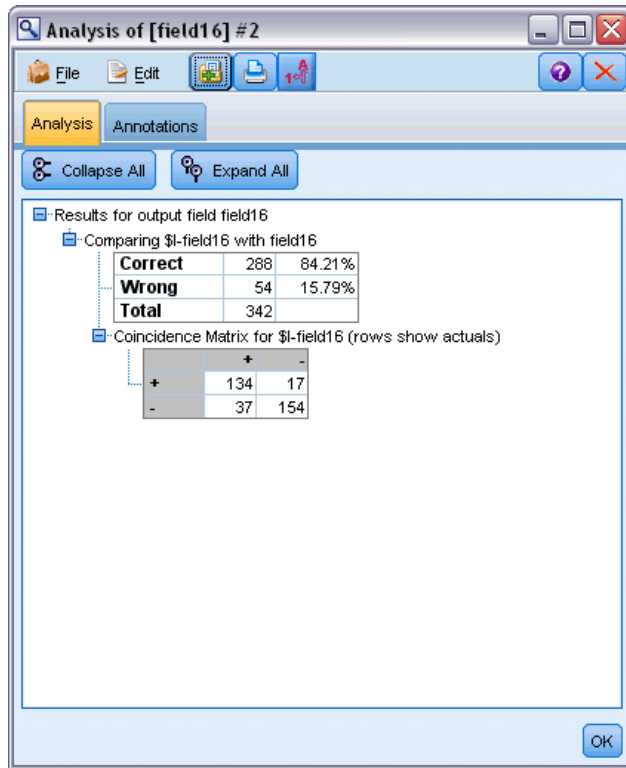 Analysis of [field16] #2
File Edit
Analysis Annotations
Collapse All Expand All
Results for output field field16
Comparing $I-field16 with field16
Correct 288 84.21%
Wrong 54 15.79%
Total 342
Coincidence Matrix for $I-field16 (rows show actuals)
+ -
+ 134 17
- 37 154
OK